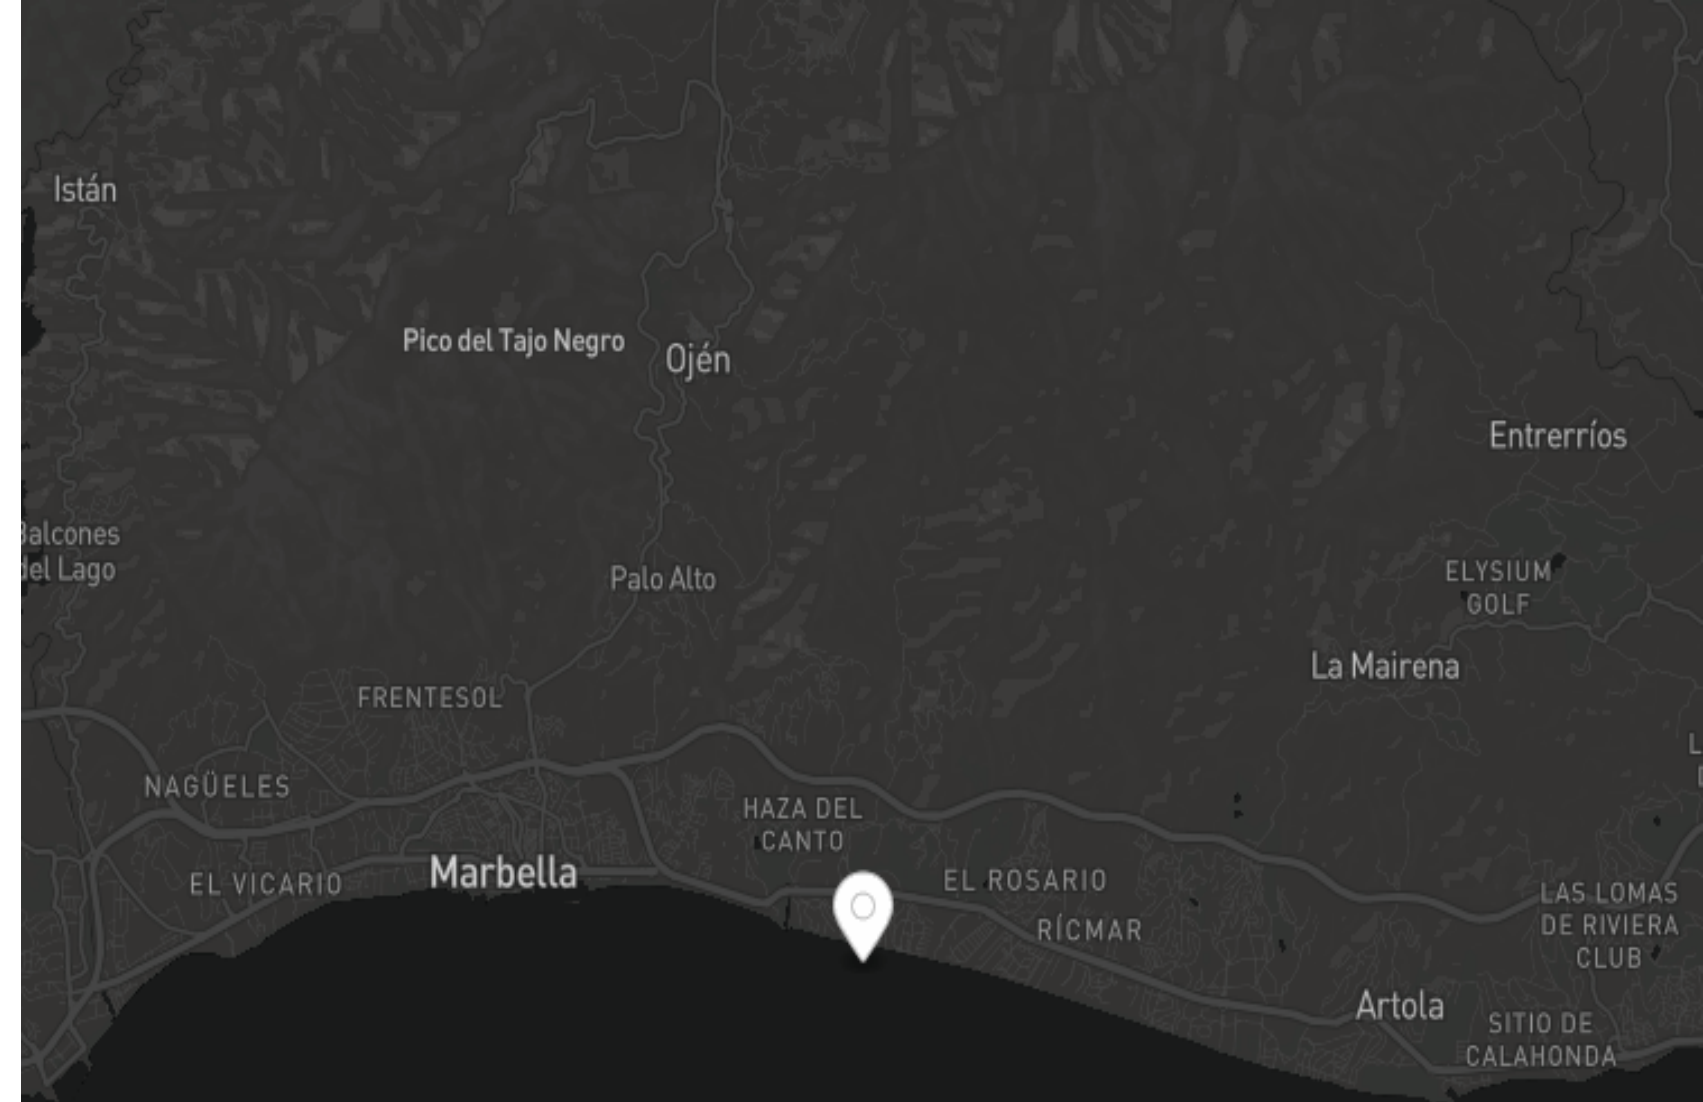 Istán
Pico del Tajo Negro
Ojén
Entrerríos
Balcones
del Lago
Palo Alto
ELYSIUM
GOLF
La Mairena
FRENTESOL
NAGÜELES
HAZA DEL
CANTO
EL VICARIO
Marbella
EL ROSARIO
RÍCMAR
LAS LOMAS
DE RIVIERA
CLUB
Artola
SITIO DE
CALAHONDA